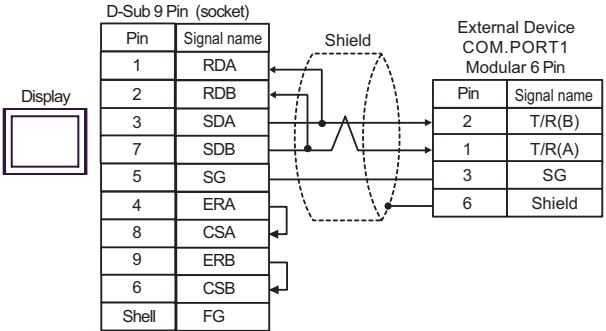 D-Sub 9 Pin (socket)
Pin Signal name
1 RDA
2 RDB
3 SDA
7 SDB
5 SG
4 ERA
8 CSA
9 ERB
6 CSB
Shell FG
Display
Shield
External Device
COM.PORT1
Modular 6 Pin
Pin Signal name
2 T/R(B)
1 T/R(A)
3 SG
6 Shield